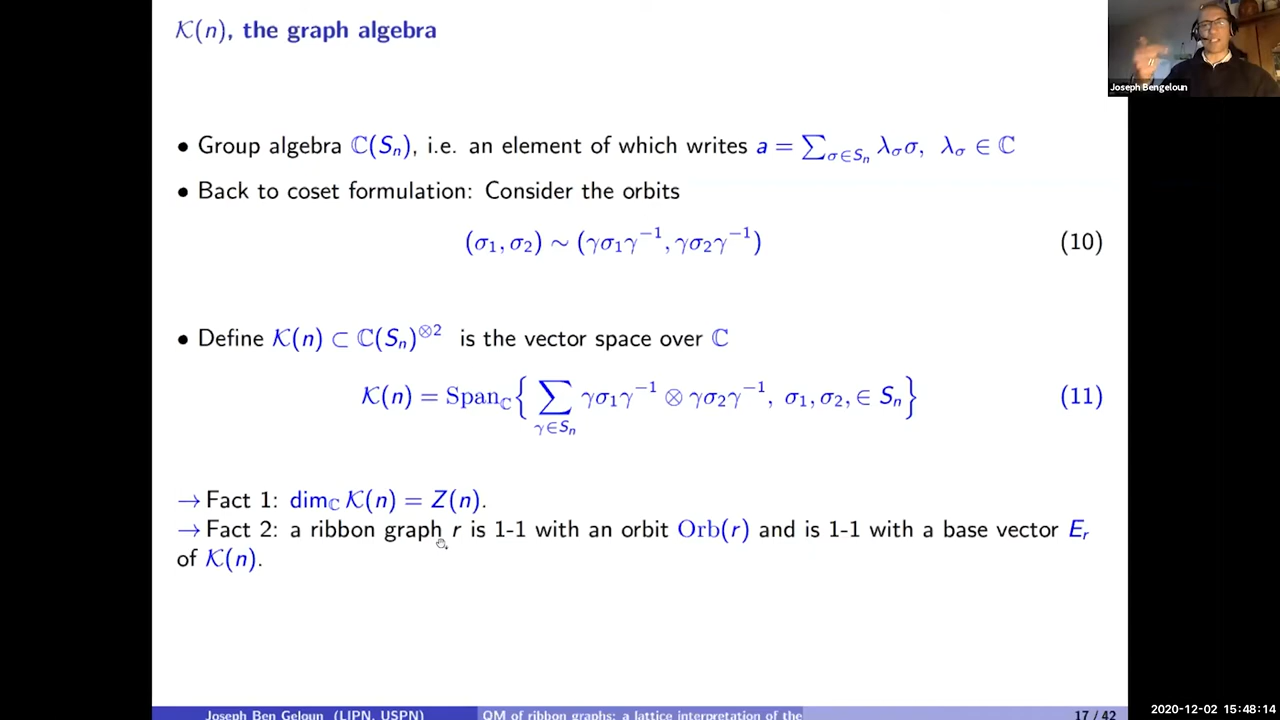 K(n), the graph algebra
Joseph Bengeloun
• Group algebra ℂ(Sₙ), i.e. an element of which writes a = ∑_{σ∈Sₙ} λ_σ σ, λ_σ ∈ ℂ
• Back to coset formulation: Consider the orbits
(σ₁, σ₂) ∼ (γσ₁γ⁻¹, γσ₂γ⁻¹) (10)
• Define K(n) ⊂ ℂ(Sₙ)^{⊗2} is the vector space over ℂ
K(n) = Span_ℂ{ ∑_{γ∈Sₙ} γσ₁γ⁻¹ ⊗ γσ₂γ⁻¹, σ₁, σ₂, ∈ Sₙ} (11)
→ Fact 1: dim_ℂ K(n) = Z(n).
→ Fact 2: a ribbon graph r is 1-1 with an orbit Orb(r) and is 1-1 with a base vector E_r
of K(n).
Joseph Ben Geloun (LIPN, USPN) QM of ribbon graphs: a lattice interpretation of the 17 / 42
2020-12-02 15:48:14